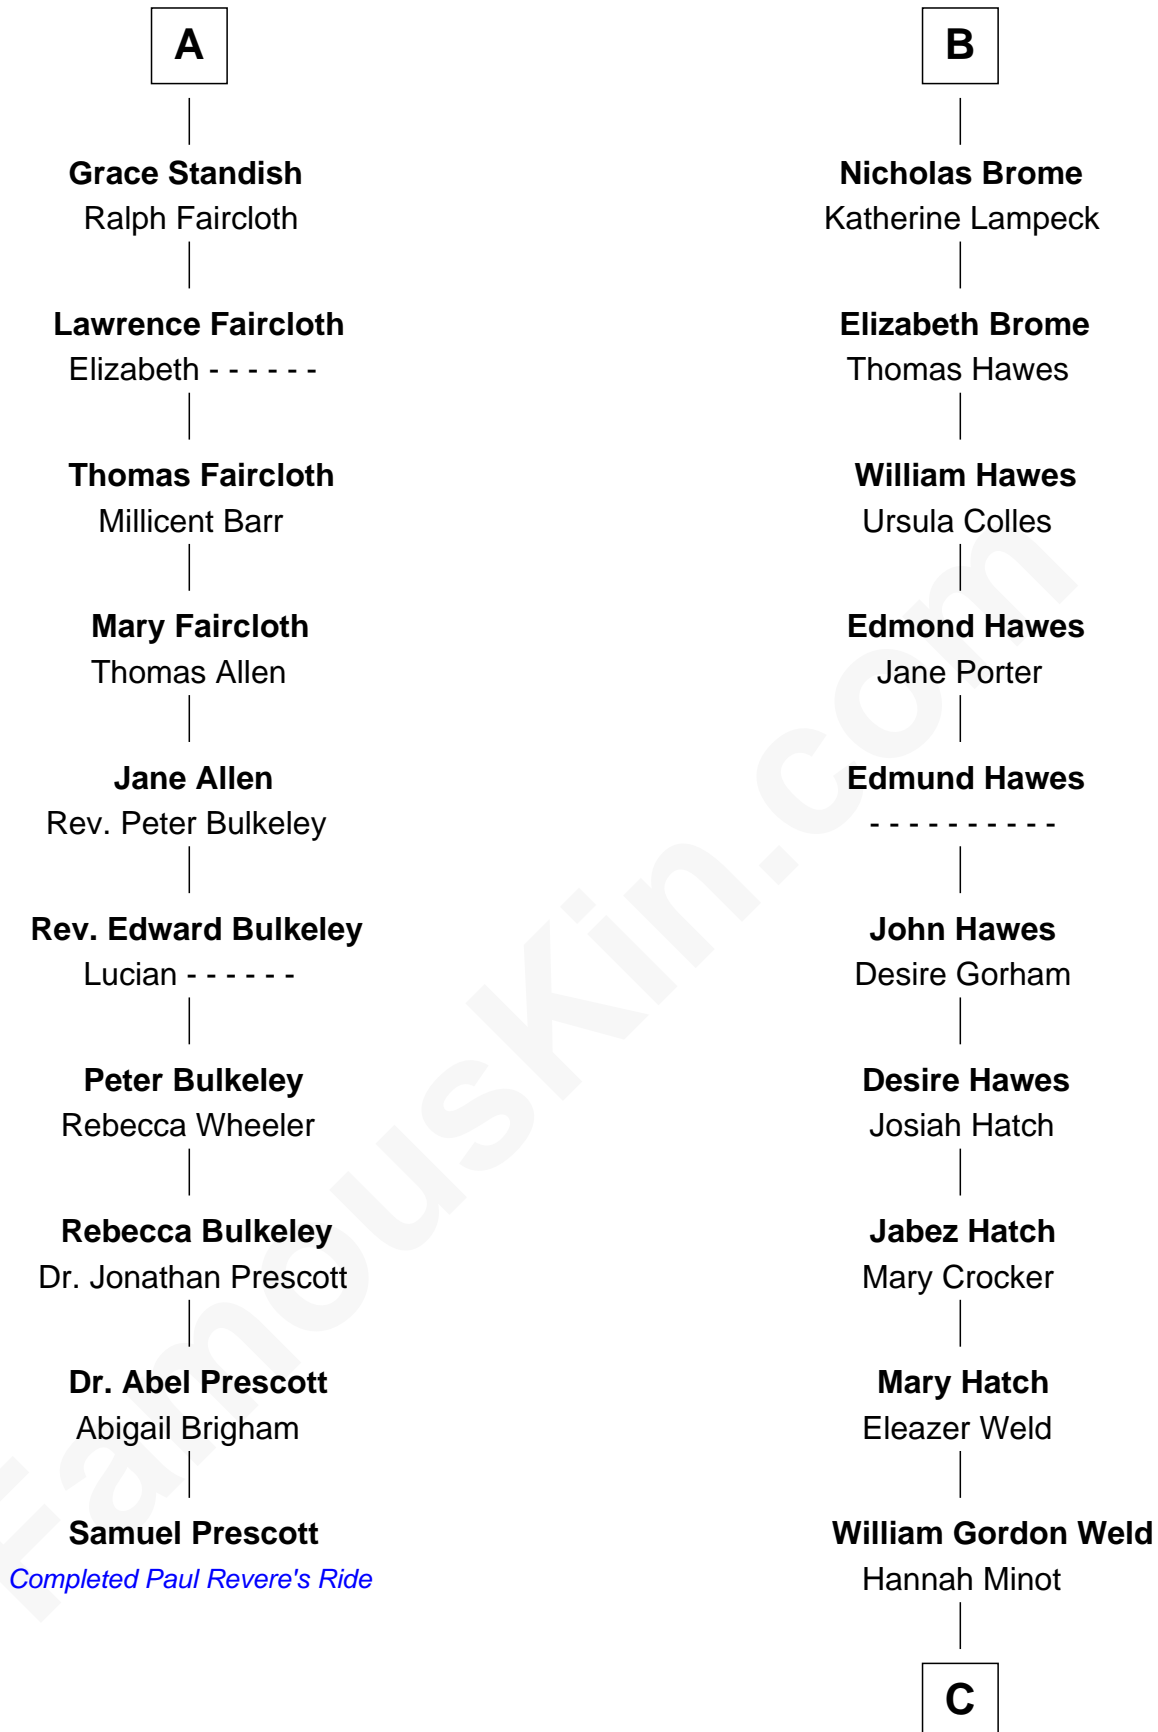 A
Grace Standish
Ralph Faircloth
Lawrence Faircloth
Elizabeth - - - - - -
Thomas Faircloth
Millicent Barr
Mary Faircloth
Thomas Allen
Jane Allen
Rev. Peter Bulkeley
Rev. Edward Bulkeley
Lucian - - - - - -
Peter Bulkeley
Rebecca Wheeler
Rebecca Bulkeley
Dr. Jonathan Prescott
Dr. Abel Prescott
Abigail Brigham
Samuel Prescott
Completed Paul Revere's Ride
B
Nicholas Brome
Katherine Lampeck
Elizabeth Brome
Thomas Hawes
William Hawes
Ursula Colles
Edmond Hawes
Jane Porter
Edmund Hawes
- - - - - - - - - -
John Hawes
Desire Gorham
Desire Hawes
Josiah Hatch
Jabez Hatch
Mary Crocker
Mary Hatch
Eleazer Weld
William Gordon Weld
Hannah Minot
C
FamousKin.com